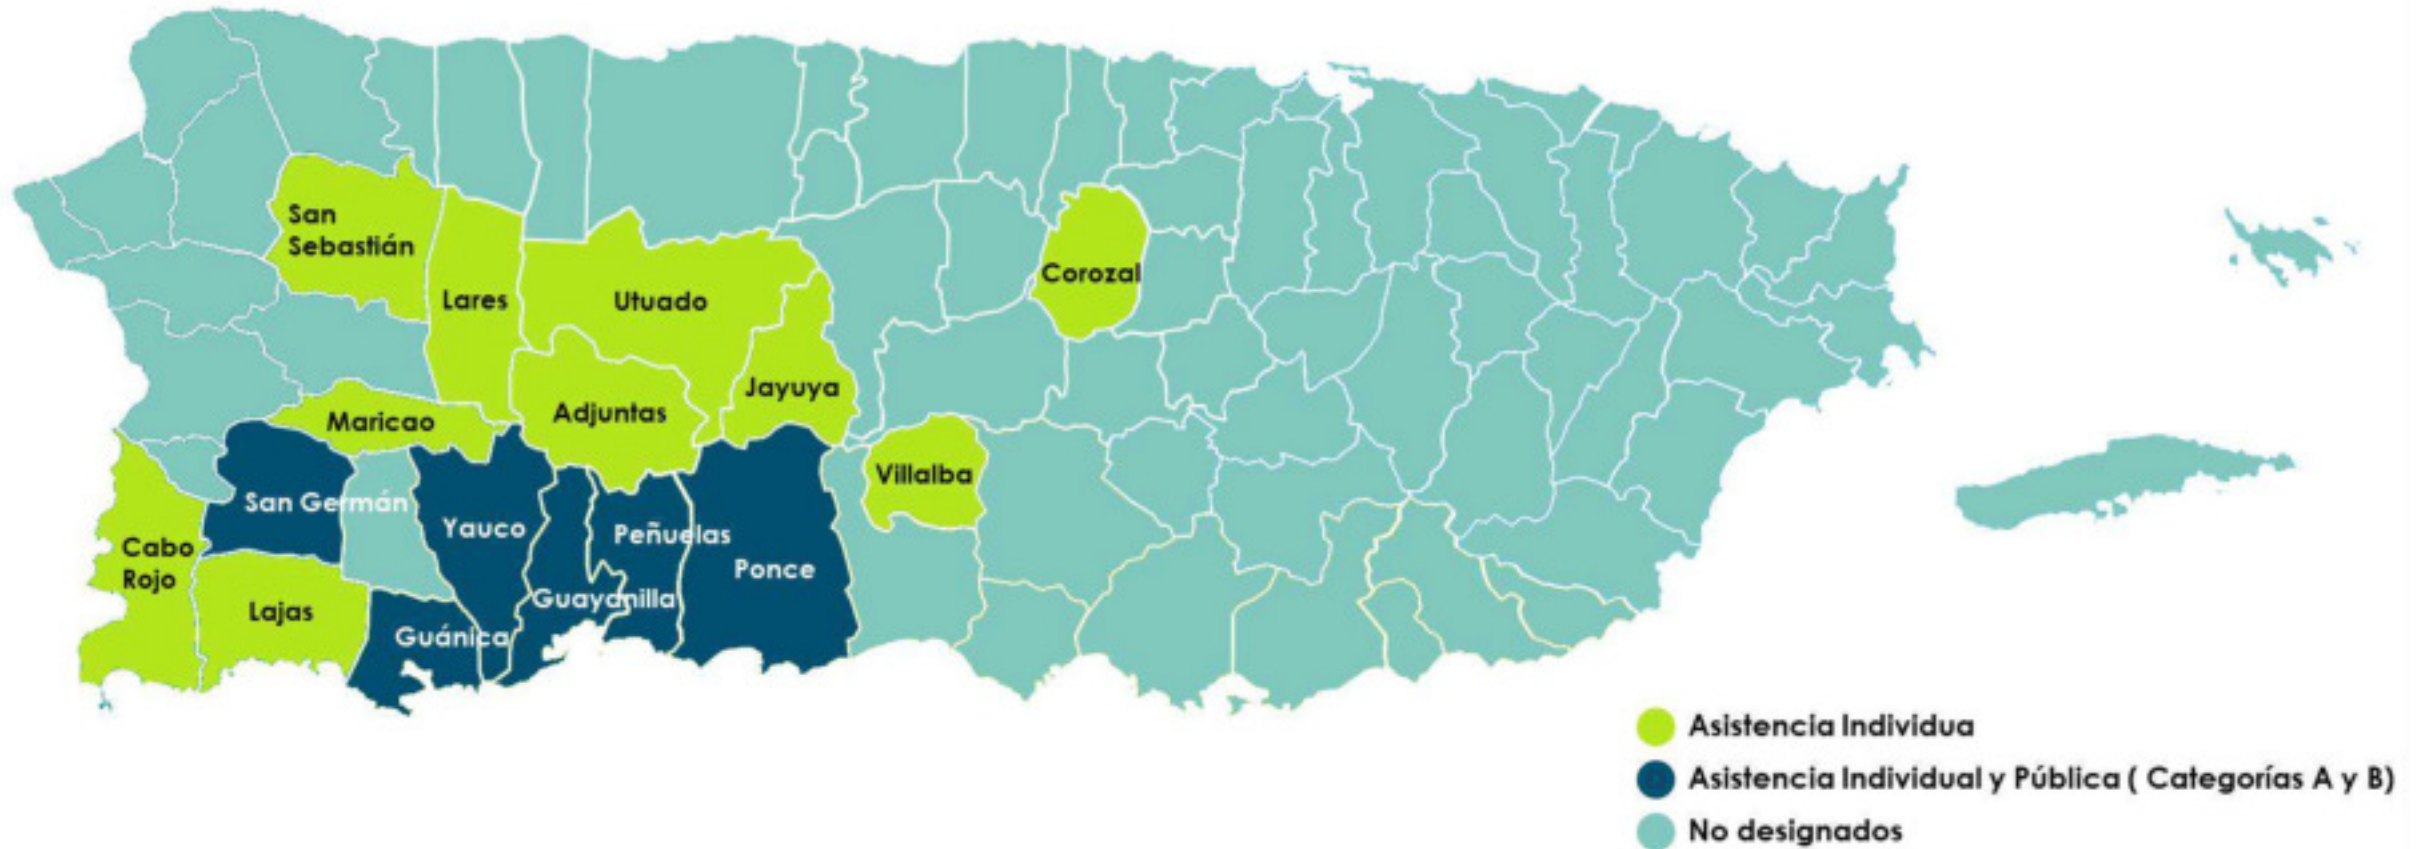 San
Sebastián
Lares
Utuado
Corozal
Jayuya
Adjuntas
Maricao
Villalba
San Germán
Yauco
Peñuelas
Ponce
Cabo
Rojo
Guayanilla
Lajas
Guánica
Asistencia Individua
Asistencia Individual y Pública ( Categorías A y B)
No designados